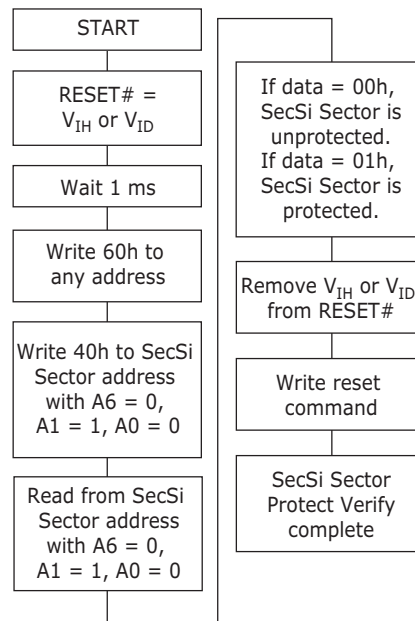 START
RESET# =
V_IH or V_ID
Wait 1 ms
Write 60h to
any address
Write 40h to SecSi
Sector address
with A6 = 0,
A1 = 1, A0 = 0
Read from SecSi
Sector address
with A6 = 0,
A1 = 1, A0 = 0
If data = 00h,
SecSi Sector is
unprotected.
If data = 01h,
SecSi Sector is
protected.
Remove V_IH or V_ID
from RESET#
Write reset
command
SecSi Sector
Protect Verify
complete